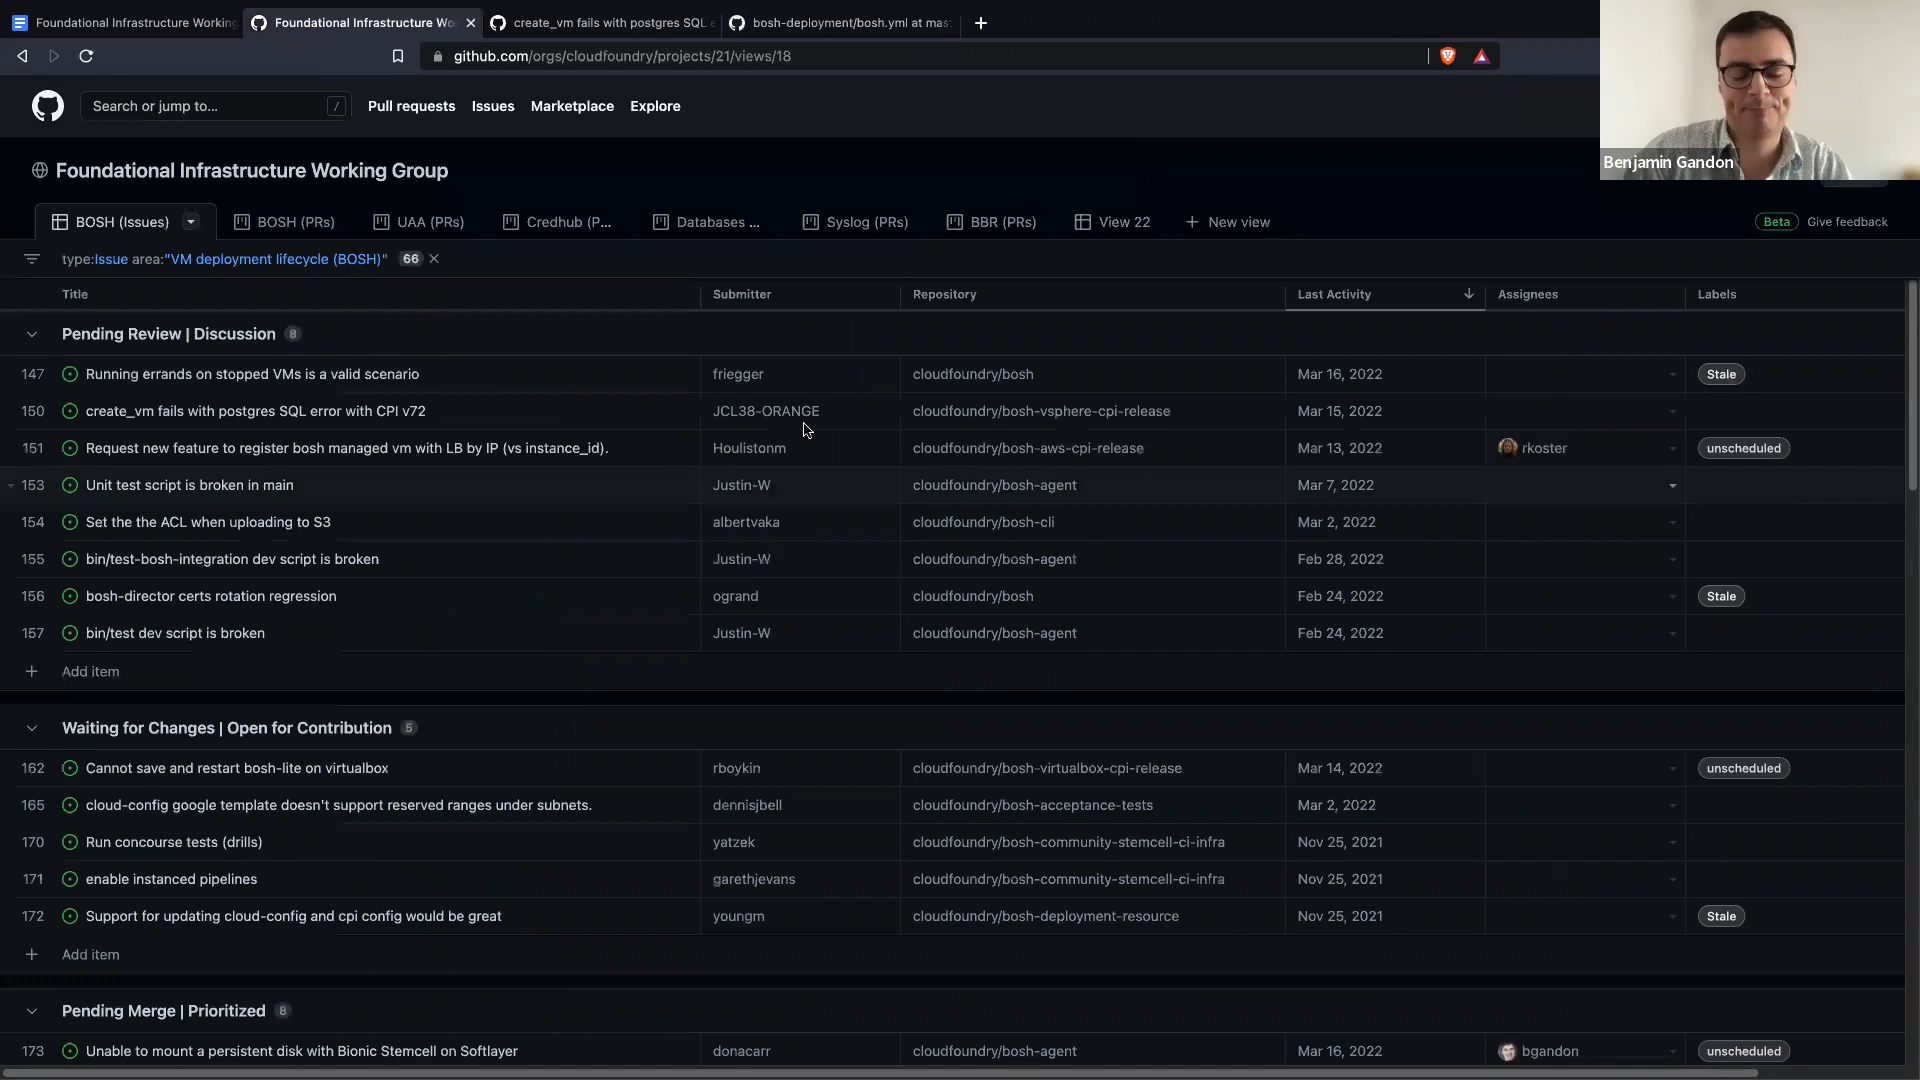 Foundational Infrastructure Working
Foundational Infrastructure Wo
create_vm fails with postgres SQL
bosh-deployment/bosh.yml at mas
github.com/orgs/cloudfoundry/projects/21/views/18
Search or jump to... /
Pull requests
Issues
Marketplace
Explore
Benjamin Gandon
Foundational Infrastructure Working Group
BOSH (Issues)
BOSH (PRs)
UAA (PRs)
Credhub (P...
Databases ...
Syslog (PRs)
BBR (PRs)
View 22
New view
Beta
Give feedback
type:Issue area:"VM deployment lifecycle (BOSH)" 66
Title Submitter Repository Last Activity Assignees Labels
Pending Review | Discussion 8
147 Running errands on stopped VMs is a valid scenario friegger cloudfoundry/bosh Mar 16, 2022 Stale
150 create_vm fails with postgres SQL error with CPI v72 JCL38-ORANGE cloudfoundry/bosh-vsphere-cpi-release Mar 15, 2022
151 Request new feature to register bosh managed vm with LB by IP (vs instance_id). Houlistonm cloudfoundry/bosh-aws-cpi-release Mar 13, 2022 rkoster unscheduled
153 Unit test script is broken in main Justin-W cloudfoundry/bosh-agent Mar 7, 2022
154 Set the the ACL when uploading to S3 albertvaka cloudfoundry/bosh-cli Mar 2, 2022
155 bin/test-bosh-integration dev script is broken Justin-W cloudfoundry/bosh-agent Feb 28, 2022
156 bosh-director certs rotation regression ogrand cloudfoundry/bosh Feb 24, 2022 Stale
157 bin/test dev script is broken Justin-W cloudfoundry/bosh-agent Feb 24, 2022
Add item
Waiting for Changes | Open for Contribution 5
162 Cannot save and restart bosh-lite on virtualbox rboykin cloudfoundry/bosh-virtualbox-cpi-release Mar 14, 2022 unscheduled
165 cloud-config google template doesn't support reserved ranges under subnets. dennisjbell cloudfoundry/bosh-acceptance-tests Mar 2, 2022
170 Run concourse tests (drills) yatzek cloudfoundry/bosh-community-stemcell-ci-infra Nov 25, 2021
171 enable instanced pipelines garethjevans cloudfoundry/bosh-community-stemcell-ci-infra Nov 25, 2021
172 Support for updating cloud-config and cpi config would be great youngm cloudfoundry/bosh-deployment-resource Nov 25, 2021 Stale
Add item
Pending Merge | Prioritized 8
173 Unable to mount a persistent disk with Bionic Stemcell on Softlayer donacarr cloudfoundry/bosh-agent Mar 16, 2022 bgandon unscheduled